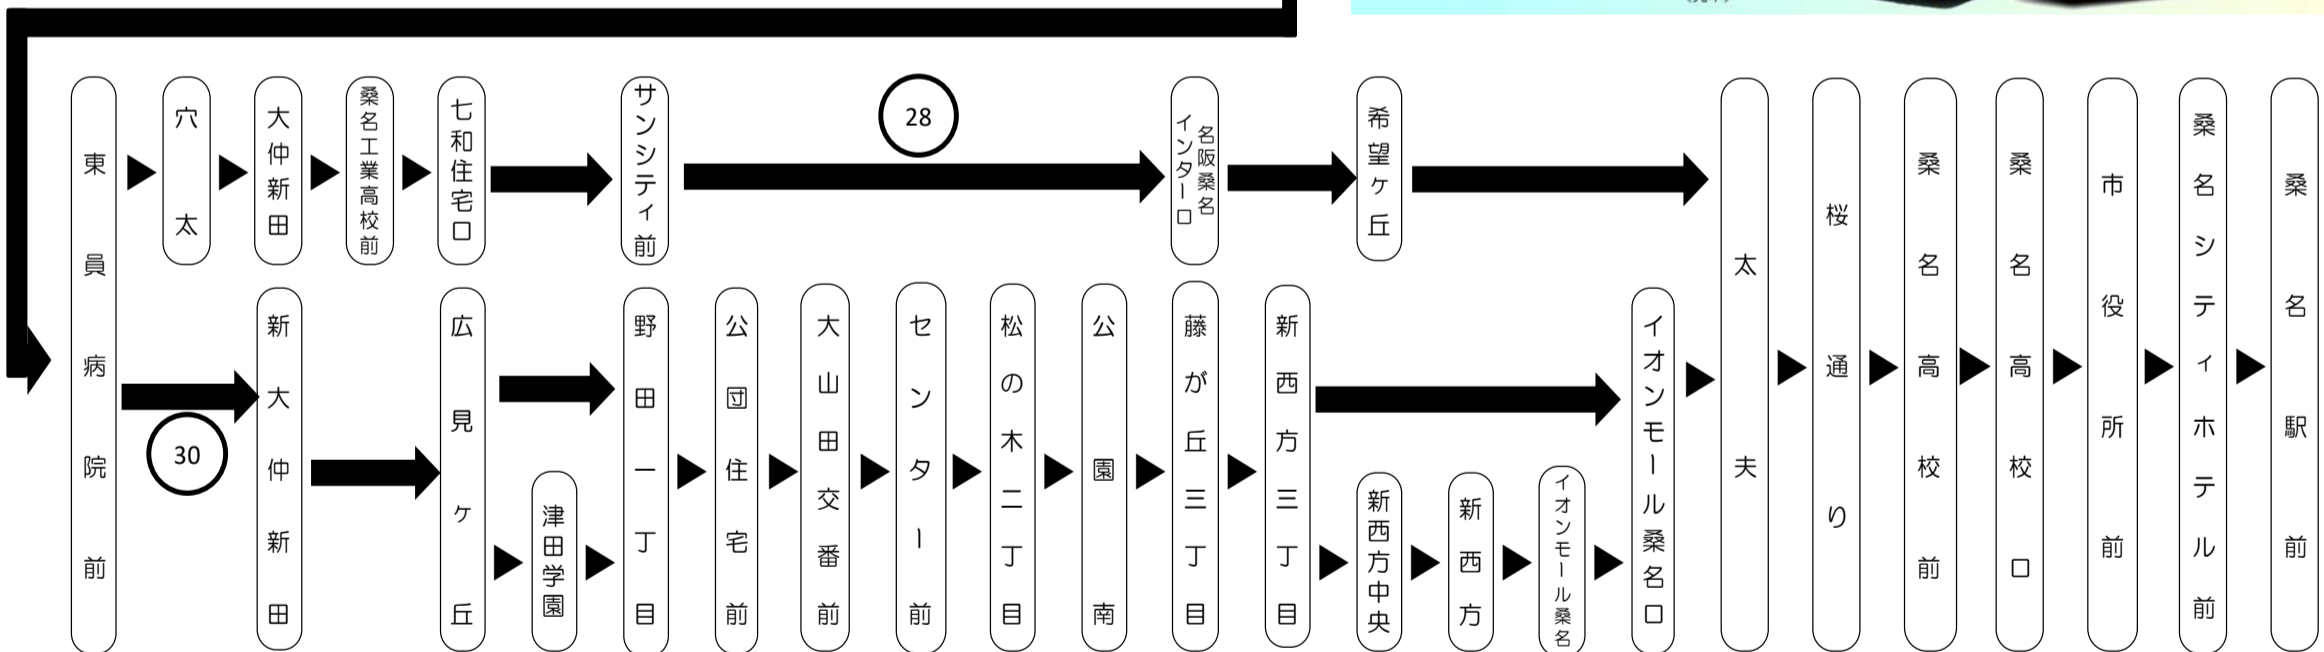 東員病院前
穴太
大仲新田
桑名工業高校前
七和住宅口
サンシティ前
28
名阪桑名
インター口
希望ヶ丘
30
新大仲新田
広見ヶ丘
津田学園
野田一丁目
公団住宅前
大山田交番前
センター前
松の木二丁目
公園南
藤が丘三丁目
新西方三丁目
新西方中央
新西方
イオンモール桑名
イオンモール桑名口
太夫
桜通り
桑名高校前
桑名高校口
市役所前
桑名シティホテル前
桑名駅前